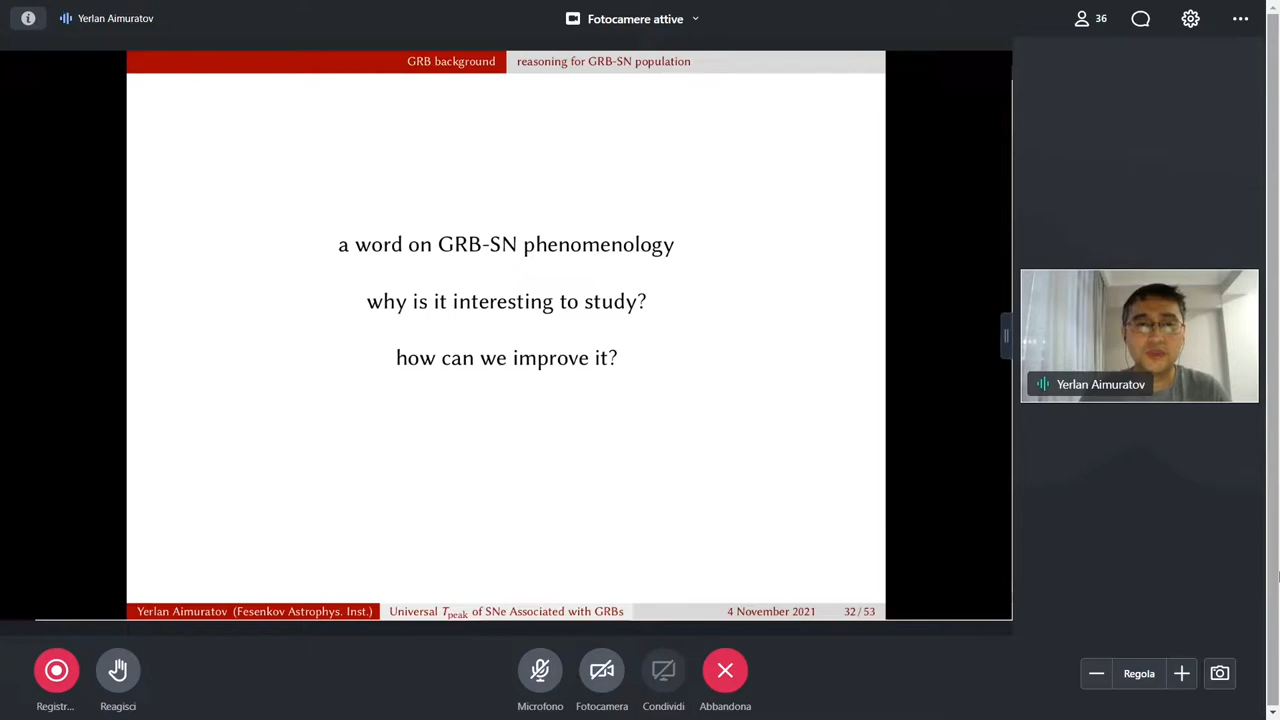 Yerlan Aimuratov
Fotocamere attive
36
GRB background
reasoning for GRB-SN population
a word on GRB-SN phenomenology
why is it interesting to study?
how can we improve it?
Yerlan Aimuratov
Yerlan Aimuratov (Fesenkov Astrophys. Inst.)
Universal Tpeak of SNe Associated with GRBs
4 November 2021
32/53
Registr...
Reagisci
Microfono
Fotocamera
Condividi
Abbandona
Regola